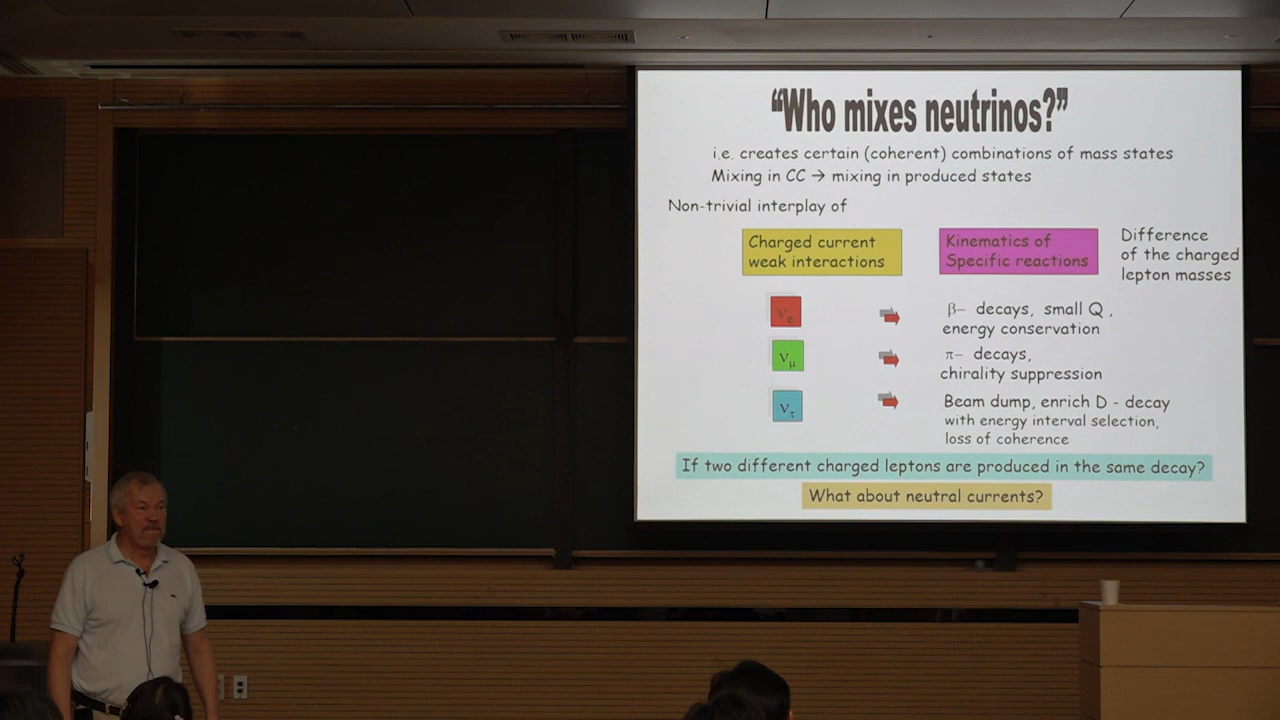 “Who mixes neutrinos?”
i.e. creates certain (coherent) combinations of mass states
Mixing in CC → mixing in produced states
Non-trivial interplay of
Charged current
weak interactions
Kinematics of
Specific reactions
Difference
of the charged
lepton masses
νe
β– decays, small Q ,
energy conservation
νμ
π– decays,
chirality suppression
ντ
Beam dump, enrich D - decay
with energy interval selection,
loss of coherence
If two different charged leptons are produced in the same decay?
What about neutral currents?